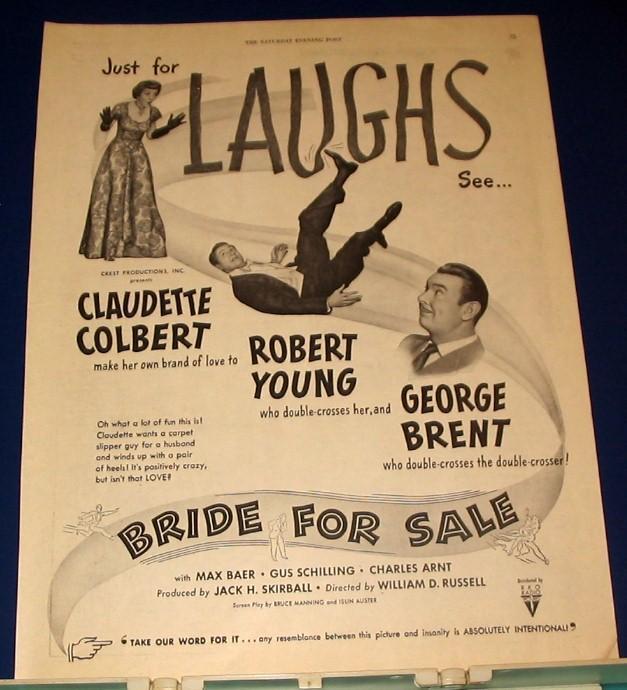 THE SATURDAY EVENING POST
Just for
LAUGHS
See...
CREST PRODUCTIONS, INC.
presents
CLAUDETTE
COLBERT
make her own brand of love to
ROBERT
YOUNG
who double-crosses her, and
GEORGE
BRENT
who double-crosses the double-crosser!
Oh what a lot of fun this is!
Claudette wants a carpet
slipper guy for a husband
and winds up with a pair
of heels! It's positively crazy,
but isn't that LOVE?
BRIDE FOR SALE
with MAX BAER • GUS SCHILLING • CHARLES ARNT
Produced by JACK H. SKIRBALL • Directed by WILLIAM D. RUSSELL
Screen Play by BRUCE MANNING and ISLIN AUSTER
Distributed by
RKO
RADIO
"TAKE OUR WORD FOR IT... any resemblance between this picture and insanity is ABSOLUTELY INTENTIONAL!"